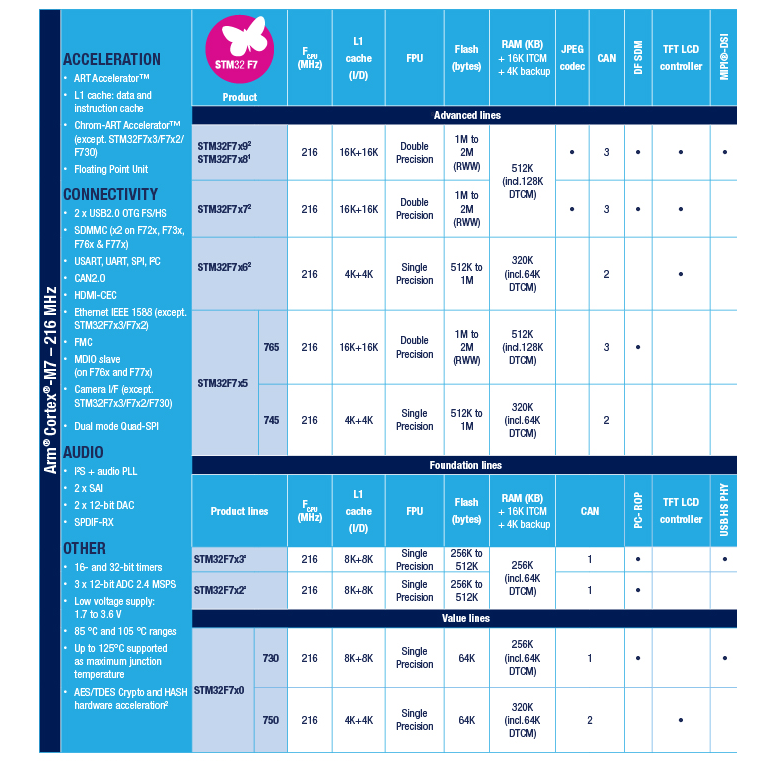 Arm® Cortex®-M7 – 216 MHz
ACCELERATION
• ART Accelerator™
• L1 cache: data and
instruction cache
• Chrom-ART Accelerator™
(except. STM32F7x3/F7x2/
F730)
• Floating Point Unit
CONNECTIVITY
• 2 x USB2.0 OTG FS/HS
• SDMMC (x2 on F72x, F73x,
F76x & F77x)
• USART, UART, SPI, I²C
• CAN2.0
• HDMI-CEC
• Ethernet IEEE 1588 (except.
STM32F7x3/F7x2)
• FMC
• MDIO slave
(on F76x and F77x)
• Camera I/F (except.
STM32F7x3/F7x2/F730)
• Dual mode Quad-SPI
AUDIO
• I²S + audio PLL
• 2 x SAI
• 2 x 12-bit DAC
• SPDIF-RX
OTHER
• 16- and 32-bit timers
• 3 x 12-bit ADC 2.4 MSPS
• Low voltage supply:
1.7 to 3.6 V
• 85 °C and 105 °C ranges
• Up to 125°C supported
as maximum junction
temperature
• AES/TDES Crypto and HASH
hardware acceleration²
STM32 F7
Product
FCPU
(MHz)
L1
cache
(I/D)
FPU
Flash
(bytes)
RAM (KB)
+ 16K ITCM
+ 4K backup
JPEG
codec
CAN
DF SDM
TFT LCD
controller
MIPI®-DSI
Advanced lines
STM32F7x9²
STM32F7x8¹
216
16K+16K
Double
Precision
1M to
2M
(RWW)
512K
(incl.128K
DTCM)
•
3
•
•
•
STM32F7x7²
216
16K+16K
Double
Precision
1M to
2M
(RWW)
•
3
•
•
STM32F7x6²
216
4K+4K
Single
Precision
512K to
1M
320K
(incl.64K
DTCM)
2
•
STM32F7x5
765
216
16K+16K
Double
Precision
1M to
2M
(RWW)
512K
(incl.128K
DTCM)
3
•
745
216
4K+4K
Single
Precision
512K to
1M
320K
(incl.64K
DTCM)
2
Foundation lines
Product lines
FCPU
(MHz)
L1
cache
(I/D)
FPU
Flash
(bytes)
RAM (KB)
+ 16K ITCM
+ 4K backup
CAN
PC- ROP
TFT LCD
controller
USB HS PHY
STM32F7x3¹
216
8K+8K
Single
Precision
256K to
512K
256K
(incl.64K
DTCM)
1
•
•
STM32F7x2¹
216
8K+8K
Single
Precision
256K to
512K
1
•
Value lines
STM32F7x0
730
216
8K+8K
Single
Precision
64K
256K
(incl.64K
DTCM)
1
•
•
750
216
4K+4K
Single
Precision
64K
320K
(incl.64K
DTCM)
2
•